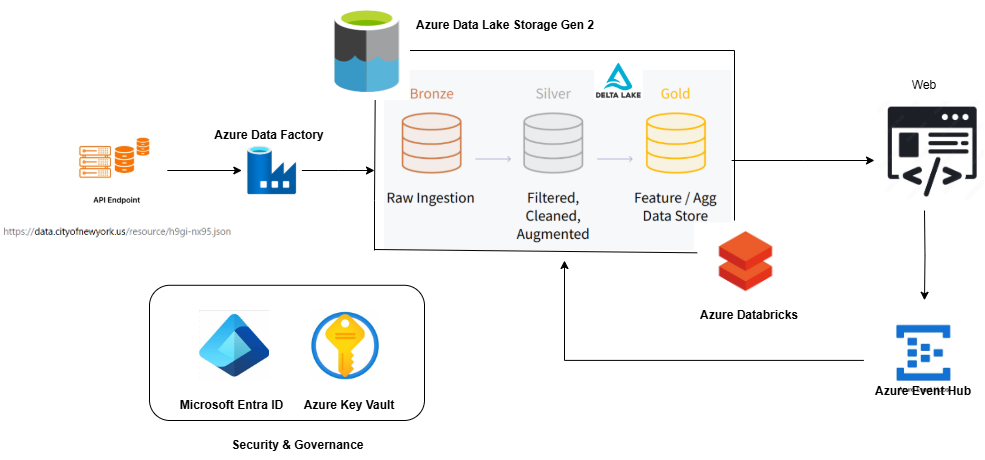 Azure Data Lake Storage Gen 2
Bronze
Silver
DELTA LAKE
Gold
Web
Azure Data Factory
API Endpoint
https://data.cityofnewyork.us/resource/h9gi-nx95.json
Raw Ingestion
Filtered,
Cleaned,
Augmented
Feature / Agg
Data Store
Azure Databricks
Azure Event Hub
Microsoft Entra ID
Azure Key Vault
Security & Governance